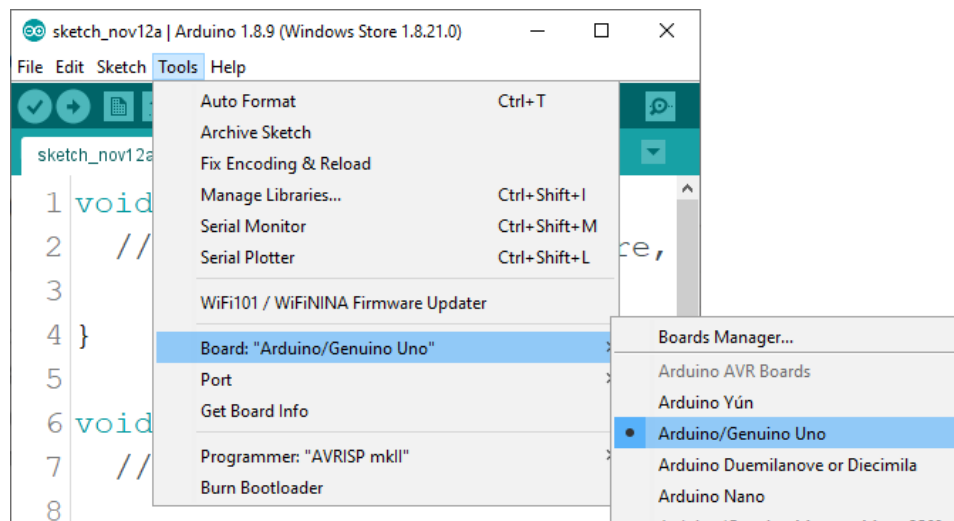 sketch_nov12a | Arduino 1.8.9 (Windows Store 1.8.21.0)
File Edit Sketch Tools Help
sketch_nov12a
Auto Format Ctrl+T
Archive Sketch
Fix Encoding & Reload
Manage Libraries... Ctrl+Shift+I
Serial Monitor Ctrl+Shift+M
Serial Plotter Ctrl+Shift+L
WiFi101 / WiFiNINA Firmware Updater
Board: "Arduino/Genuino Uno"
Port
Get Board Info
Programmer: "AVRISP mkII"
Burn Bootloader
1 void
2 // re,
3
4 }
5
6 void
7 //
8
Boards Manager...
Arduino AVR Boards
Arduino Yún
Arduino/Genuino Uno
Arduino Duemilanove or Diecimila
Arduino Nano